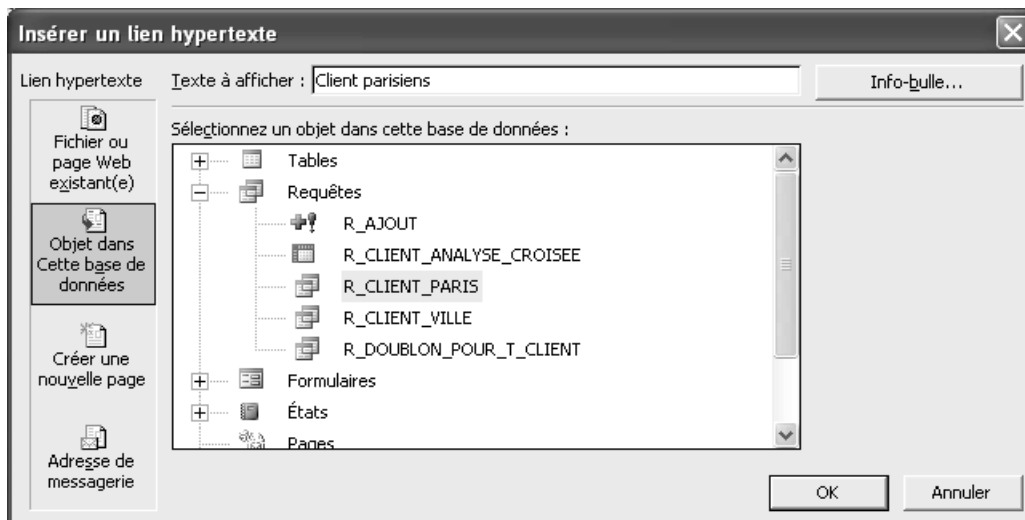 Insérer un lien hypertexte
Lien hypertexte
Texte à afficher : Client parisiens
Info-bulle...
Fichier ou
page Web
existant(e)
Objet dans
Cette base de
données
Créer une
nouvelle page
Adresse de
messagerie
Sélectionnez un objet dans cette base de données :
Tables
Requêtes
R_AJOUT
R_CLIENT_ANALYSE_CROISEE
R_CLIENT_PARIS
R_CLIENT_VILLE
R_DOUBLON_POUR_T_CLIENT
Formulaires
États
Pages
OK
Annuler